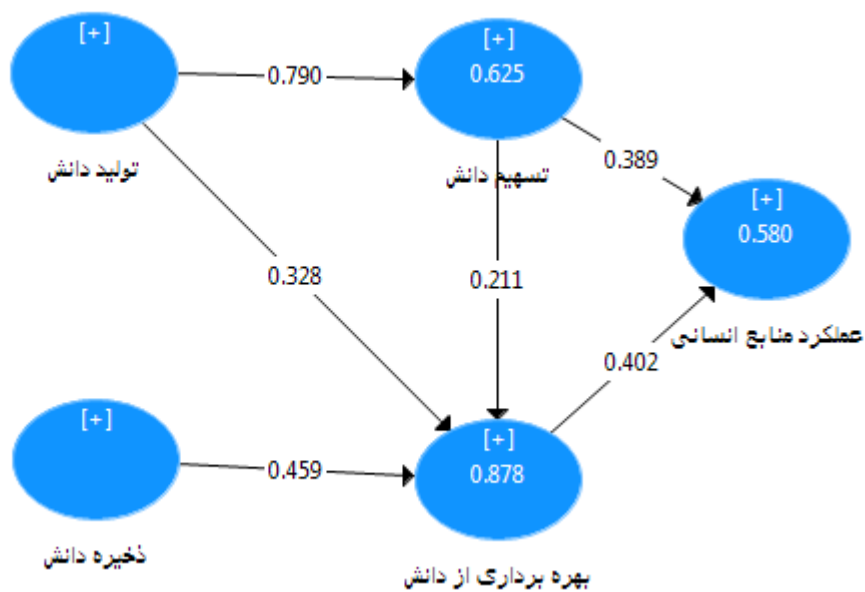 [+]
تولید دانش
0.790
[+]
0.625
تسهیم دانش
0.389
[+]
0.580
عملکرد منابع انسانی
0.328
0.211
0.402
[+]
ذخیره دانش
0.459
[+]
0.878
بهره برداری از دانش